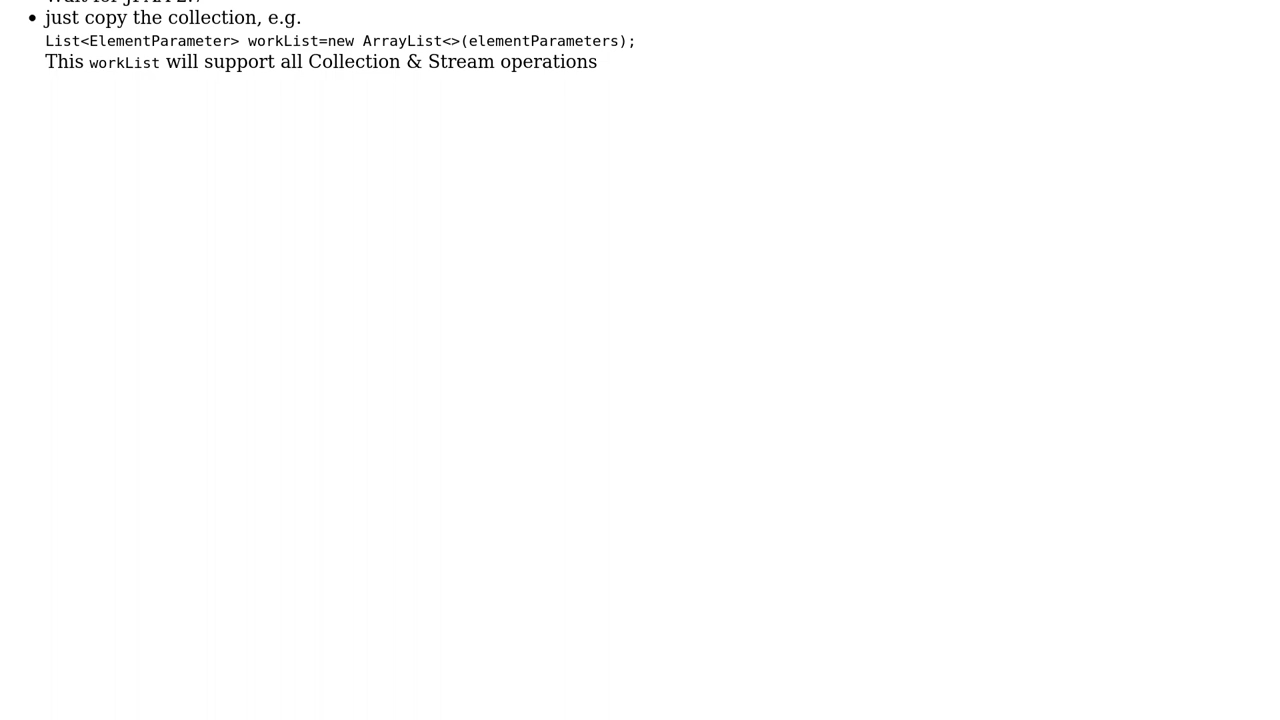 just copy the collection, e.g.
List<ElementParameter> workList=new ArrayList<>(elementParameters);
This workList will support all Collection & Stream operations